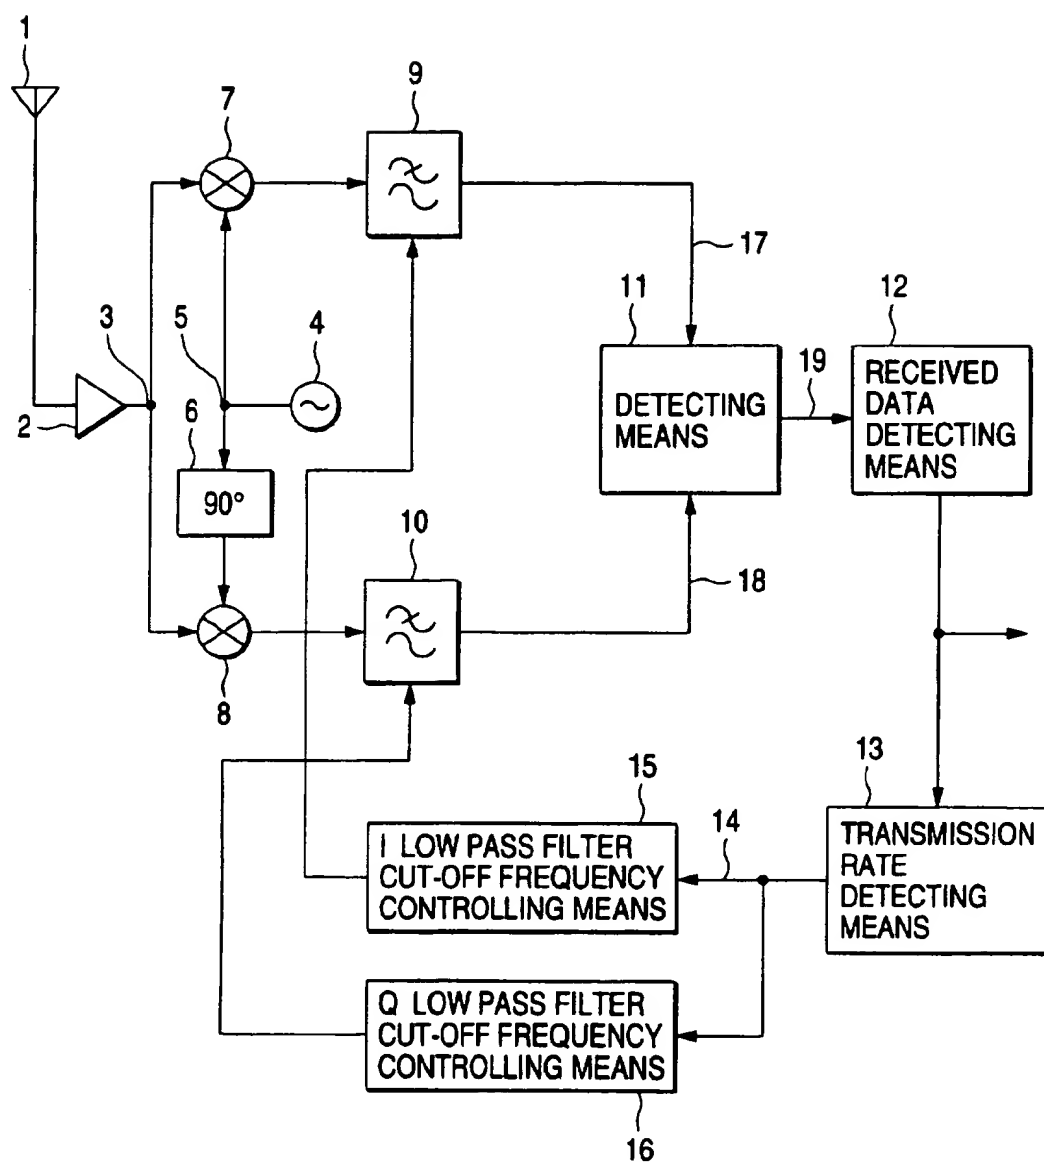 1
9
7
17
11
12
3
5
4
19
RECEIVED
DATA
DETECTING
MEANS
DETECTING
MEANS
2
6
90°
10
18
8
15
13
14
I LOW PASS FILTER
CUT-OFF FREQUENCY
CONTROLLING MEANS
TRANSMISSION
RATE
DETECTING
MEANS
Q LOW PASS FILTER
CUT-OFF FREQUENCY
CONTROLLING MEANS
16